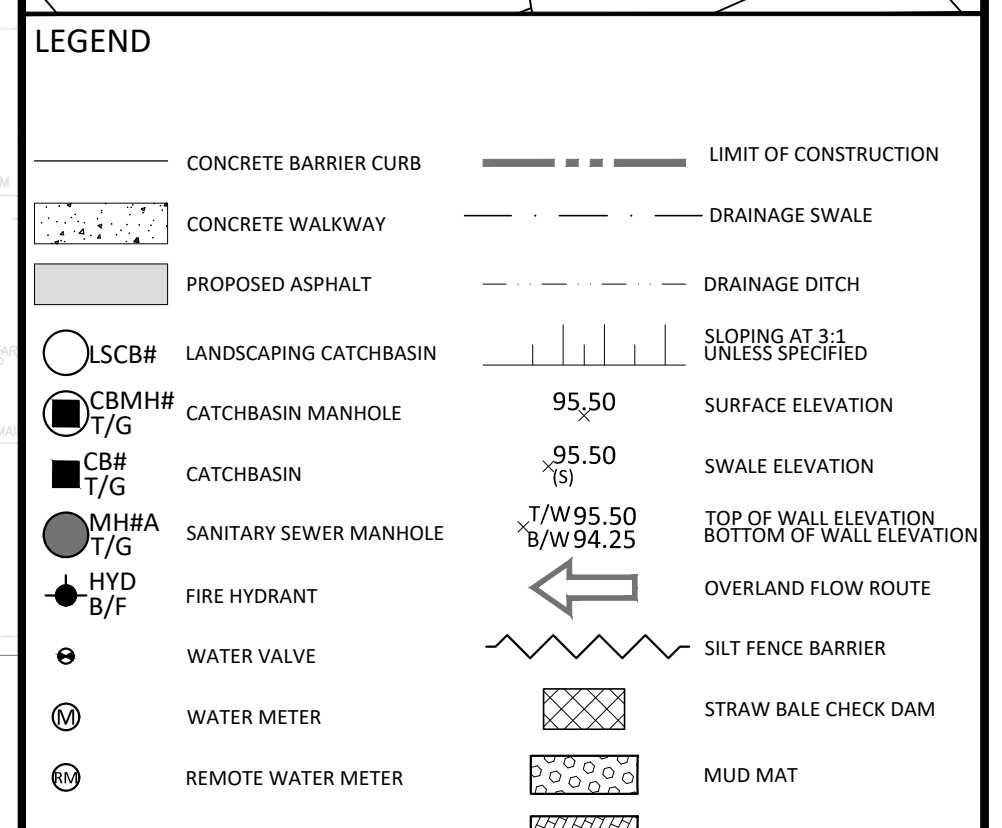 LEGEND
CONCRETE BARRIER CURB
CONCRETE WALKWAY
PROPOSED ASPHALT
LSCB# LANDSCAPING CATCHBASIN
CBMH#
T/G
CATCHBASIN MANHOLE
CB#
T/G
CATCHBASIN
MH#A
T/G
SANITARY SEWER MANHOLE
HYD
B/F
FIRE HYDRANT
WATER VALVE
M WATER METER
RM REMOTE WATER METER
LIMIT OF CONSTRUCTION
DRAINAGE SWALE
DRAINAGE DITCH
SLOPING AT 3:1
UNLESS SPECIFIED
95.50 SURFACE ELEVATION
95.50
(S)
SWALE ELEVATION
T/W 95.50
B/W 94.25
TOP OF WALL ELEVATION
BOTTOM OF WALL ELEVATION
OVERLAND FLOW ROUTE
SILT FENCE BARRIER
STRAW BALE CHECK DAM
MUD MAT